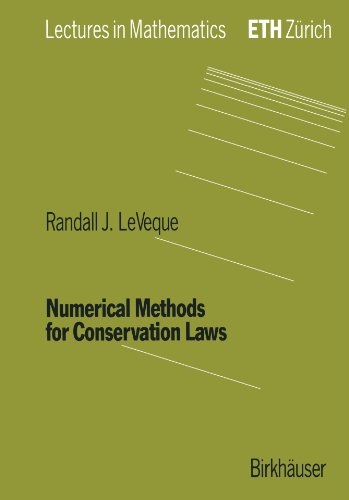 Lectures in Mathematics ETH Zürich
Randall J. LeVeque
Numerical Methods
for Conservation Laws
Birkhäuser